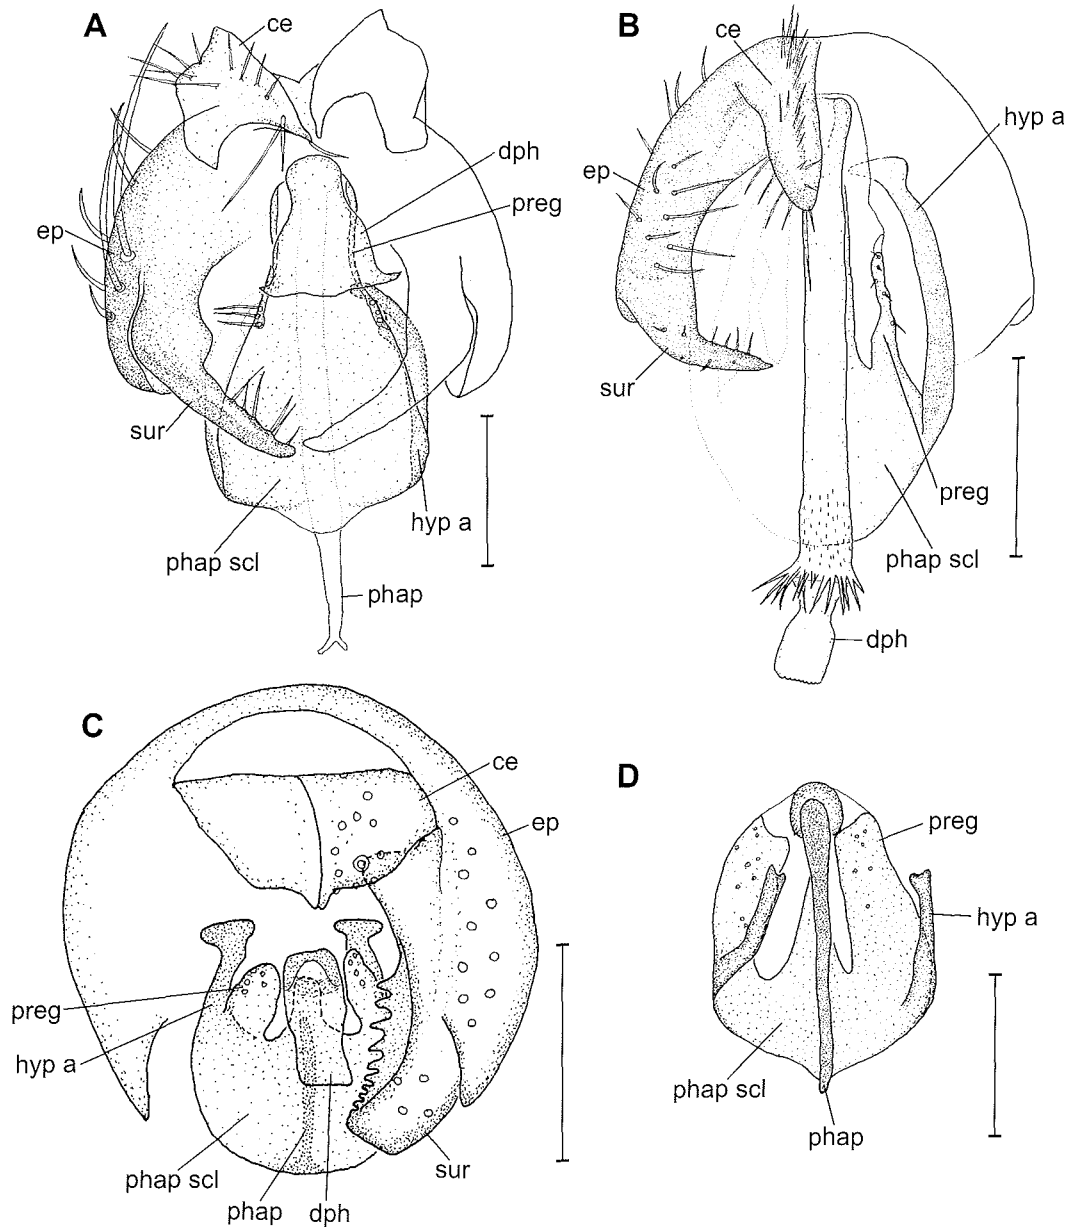 A
ce
dph
preg
ep
sur
hyp a
phap scl
phap
B
ce
hyp a
ep
sur
preg
phap scl
dph
C
ce
ep
preg
hyp a
phap scl
phap
dph
sur
D
preg
hyp a
phap scl
phap